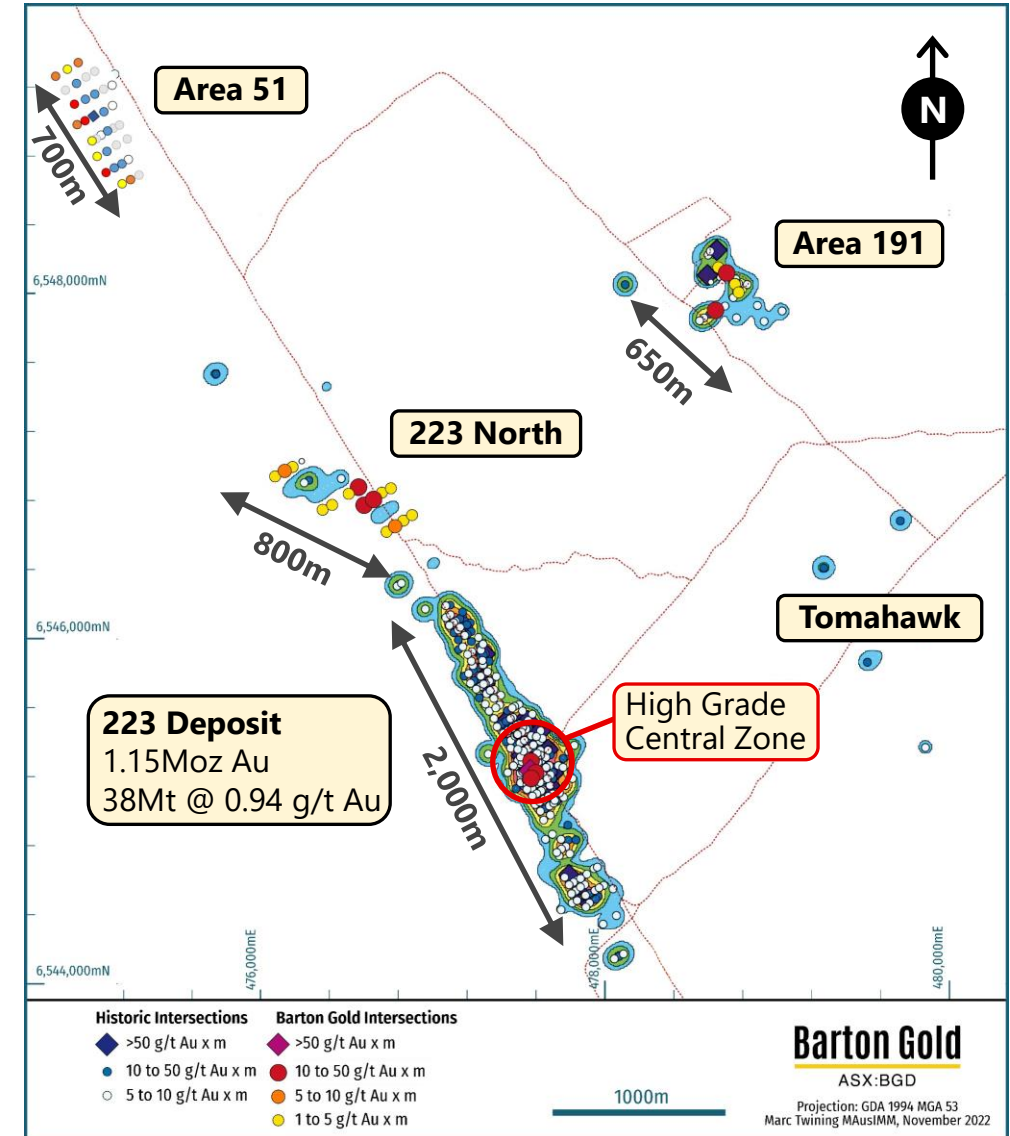 Area 51
N
700m
Area 191
6,548,000mN
650m
223 North
800m
Tomahawk
6,546,000mN
High Grade
Central Zone
223 Deposit
1.15Moz Au
38Mt @ 0.94 g/t Au
2,000m
476,000mE
478,000mE
480,000mE
6,544,000mN
Historic Intersections
>50 g/t Au x m
10 to 50 g/t Au x m
5 to 10 g/t Au x m
Barton Gold Intersections
>50 g/t Au x m
10 to 50 g/t Au x m
5 to 10 g/t Au x m
1 to 5 g/t Au x m
1000m
Barton Gold
ASX:BGD
Projection: GDA 1994 MGA 53
Marc Twining MAusIMM, November 2022